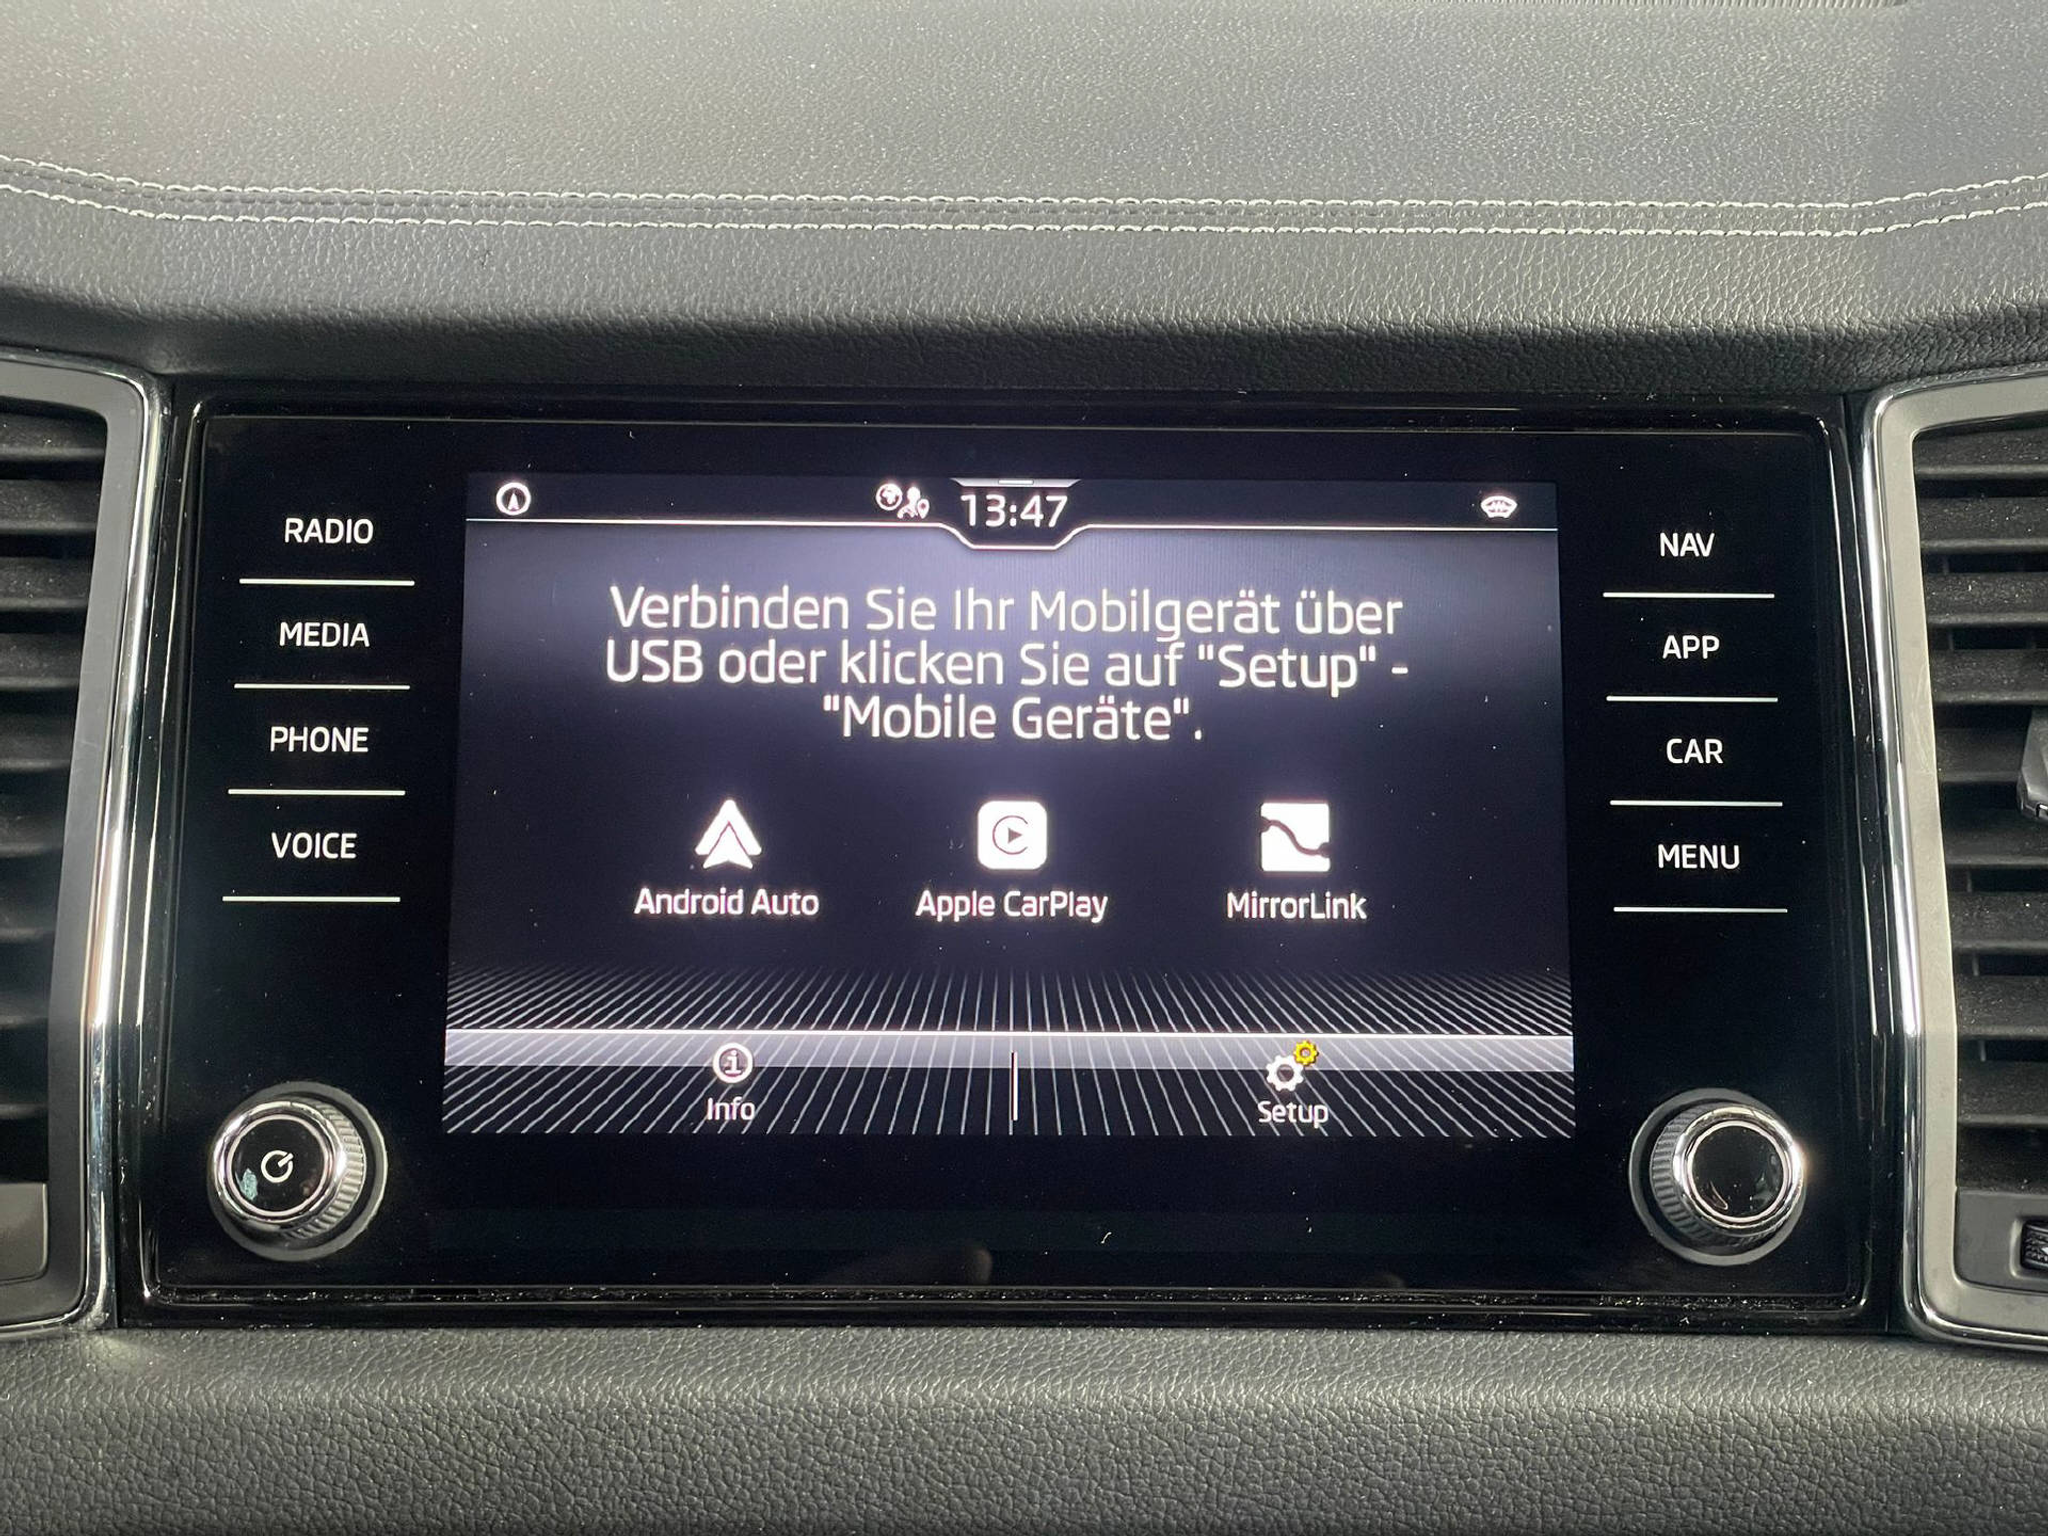 13:47
RADIO
MEDIA
PHONE
VOICE
Verbinden Sie Ihr Mobilgerät über
USB oder klicken Sie auf "Setup" -
"Mobile Geräte".
Android Auto
Apple CarPlay
MirrorLink
Info
Setup
NAV
APP
CAR
MENU